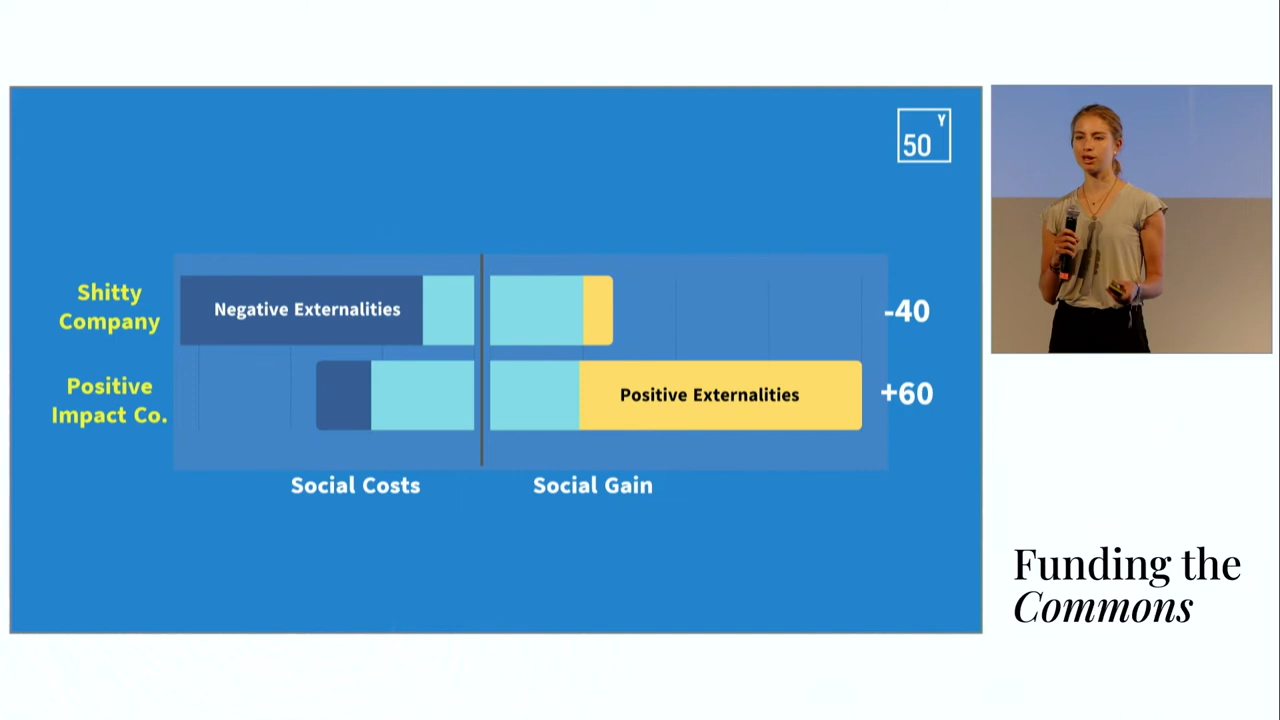 50 Y
Shitty
Company
Negative Externalities
-40
Positive
Impact Co.
Positive Externalities
+60
Social Costs
Social Gain
Funding the
Commons